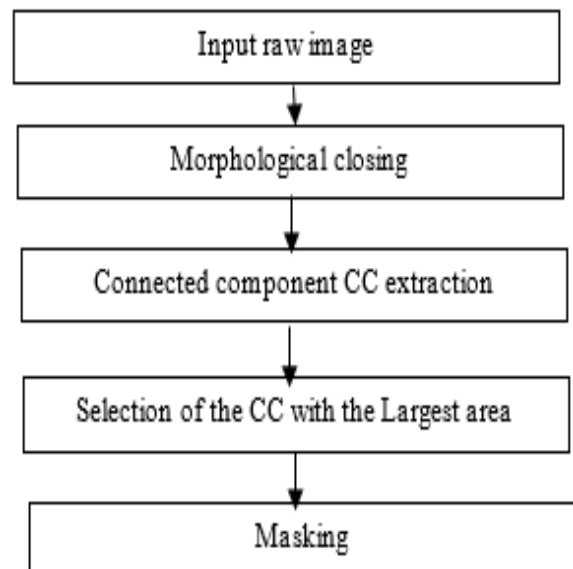 Input raw image
Morphological closing
Connected component CC extraction
Selection of the CC with the Largest area
Masking